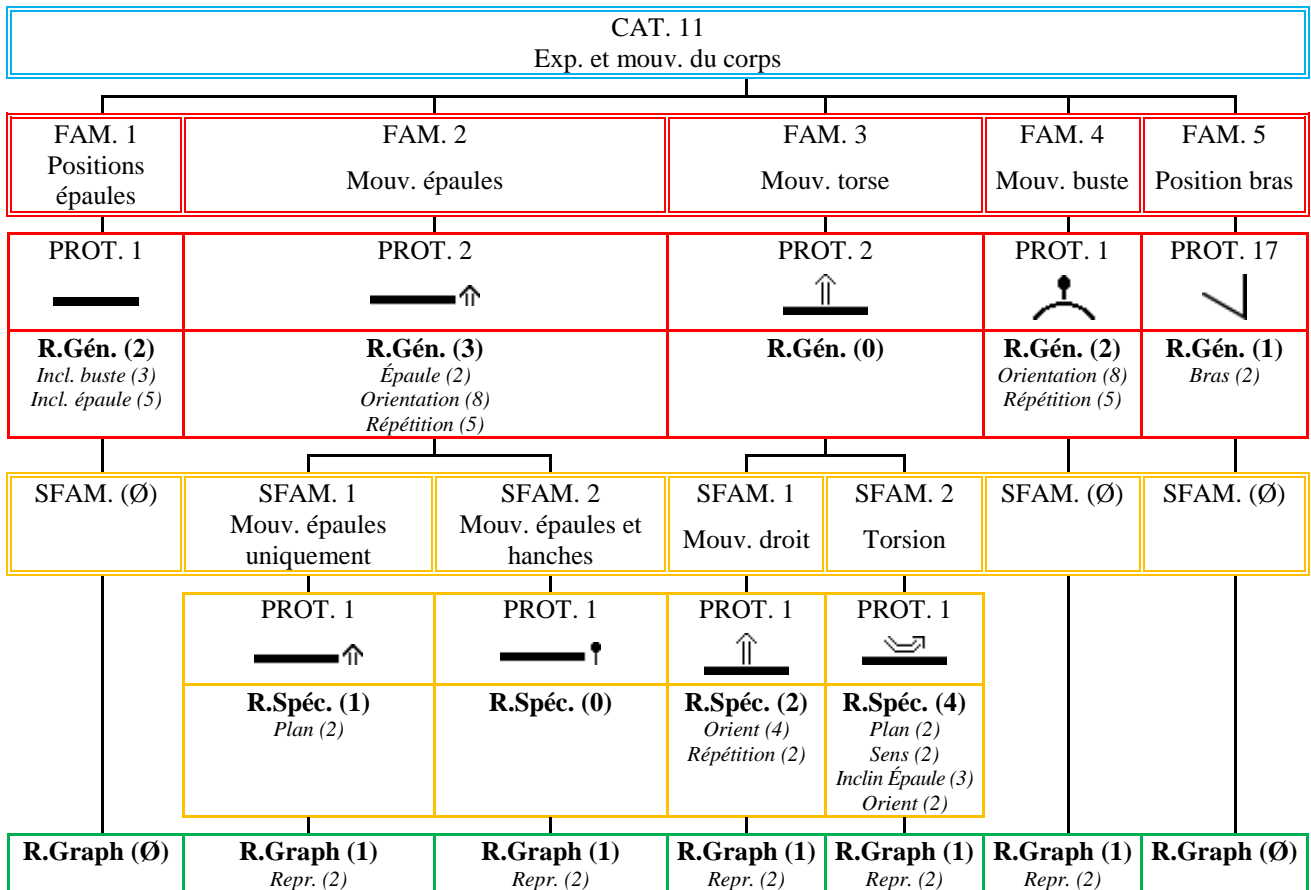 CAT. 11
Exp. et mouv. du corps
FAM. 1
Positions
épaules
FAM. 2
Mouv. épaules
FAM. 3
Mouv. torse
FAM. 4
Mouv. buste
FAM. 5
Position bras
PROT. 1
PROT. 2
PROT. 2
PROT. 1
PROT. 17
R.Gén. (2)
Incl. buste (3)
Incl. épaule (5)
R.Gén. (3)
Épaule (2)
Orientation (8)
Répétition (5)
R.Gén. (0)
R.Gén. (2)
Orientation (8)
Répétition (5)
R.Gén. (1)
Bras (2)
SFAM. (Ø)
SFAM. 1
Mouv. épaules
uniquement
SFAM. 2
Mouv. épaules et
hanches
SFAM. 1
Mouv. droit
SFAM. 2
Torsion
SFAM. (Ø)
SFAM. (Ø)
PROT. 1
PROT. 1
PROT. 1
PROT. 1
R.Spéc. (1)
Plan (2)
R.Spéc. (0)
R.Spéc. (2)
Orient (4)
Répétition (2)
R.Spéc. (4)
Plan (2)
Sens (2)
Inclin Épaule (3)
Orient (2)
R.Graph (Ø)
R.Graph (1)
Repr. (2)
R.Graph (1)
Repr. (2)
R.Graph (1)
Repr. (2)
R.Graph (1)
Repr. (2)
R.Graph (1)
Repr. (2)
R.Graph (Ø)